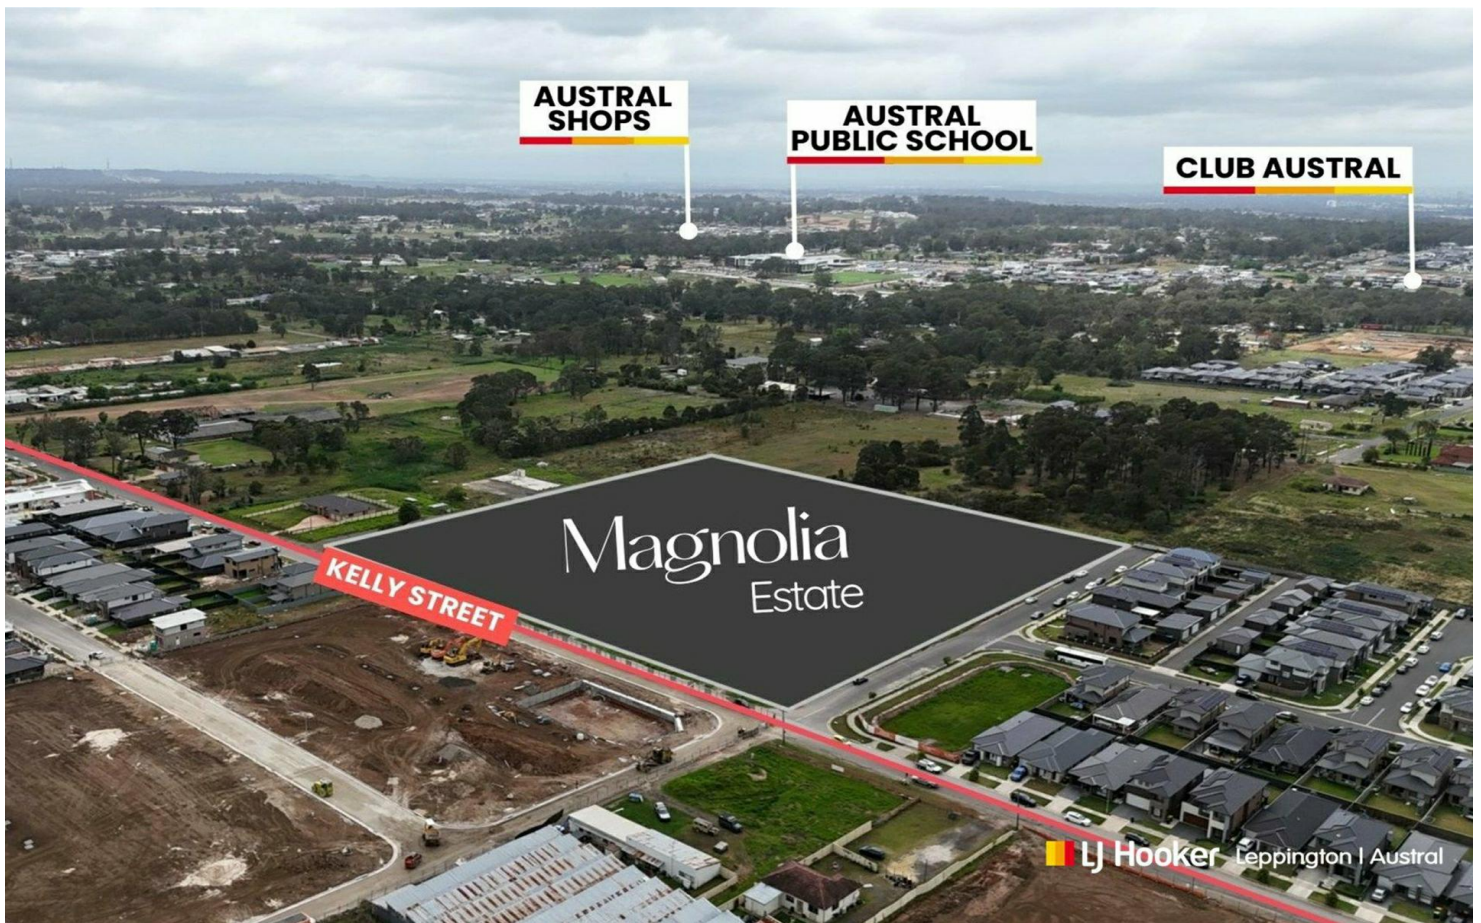 AUSTRAL
SHOPS
AUSTRAL
PUBLIC SCHOOL
CLUB AUSTRAL
Magnolia
Estate
KELLY STREET
LJ Hooker Leppington | Austral